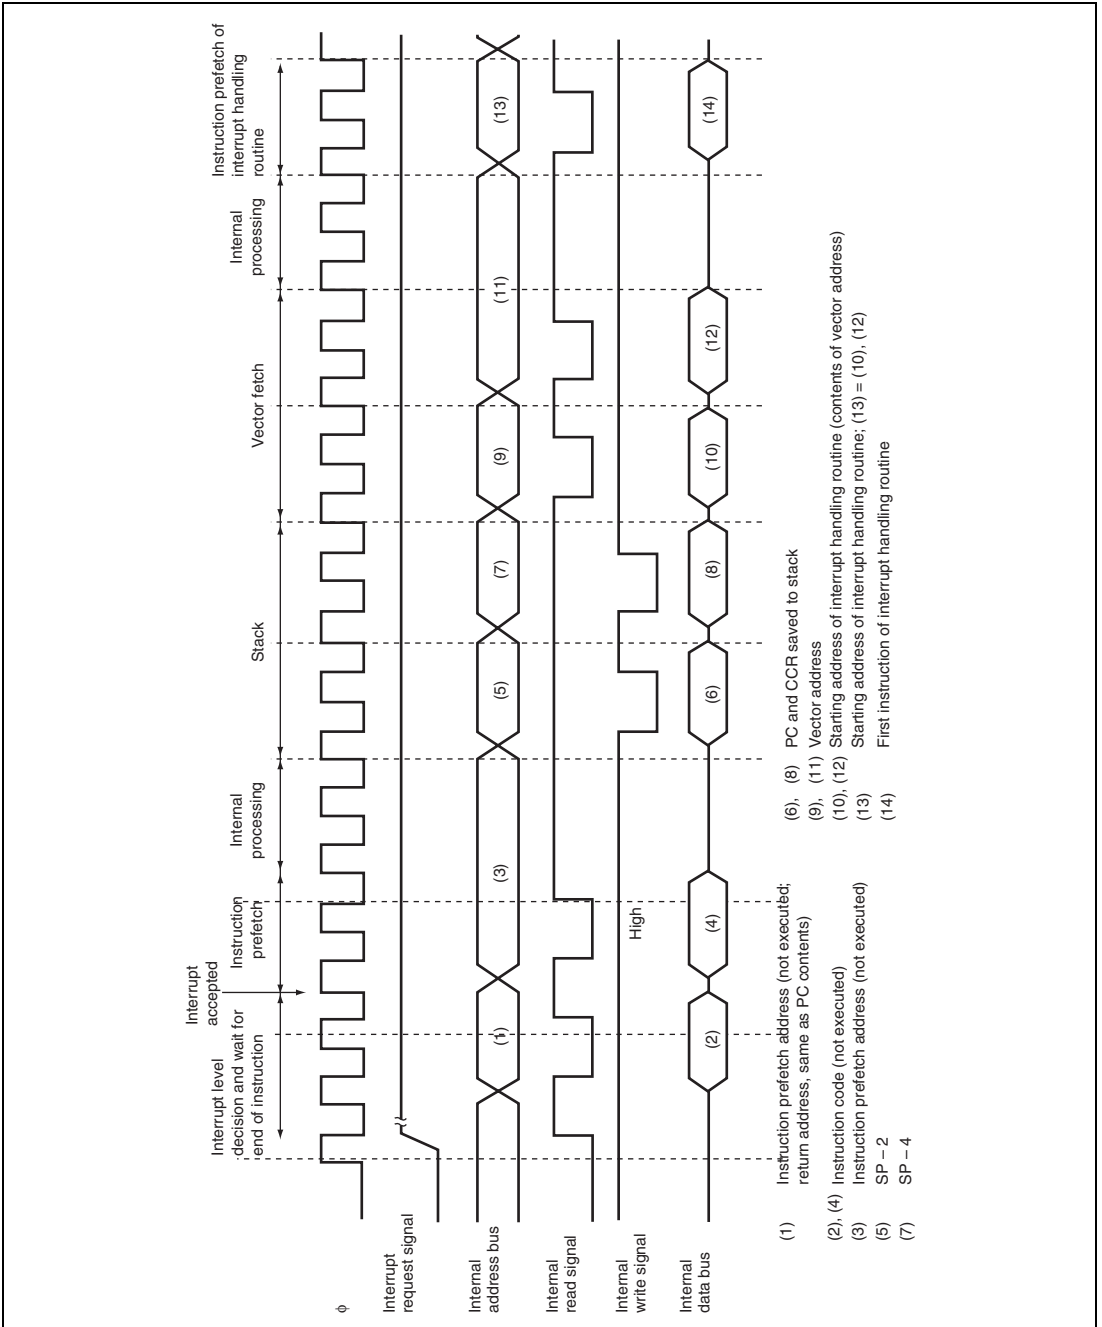 Interrupt level
decision and wait for
end of instruction
Interrupt
accepted
Instruction
prefetch
Internal
processing
Stack
Vector fetch
Internal
processing
Instruction prefetch of
interrupt handling
routine
φ
Interrupt
request signal
Internal
address bus
(1)
(3)
(5)
(7)
(9)
(11)
(13)
Internal
read signal
Internal
write signal
High
Internal
data bus
(2)
(4)
(6)
(8)
(10)
(12)
(14)
(1) Instruction prefetch address (not executed;
return address, same as PC contents)
(2), (4) Instruction code (not executed)
(3) Instruction prefetch address (not executed)
(5) SP – 2
(7) SP – 4
(6), (8) PC and CCR saved to stack
(9), (11) Vector address
(10), (12) Starting address of interrupt handling routine (contents of vector address)
(13) Starting address of interrupt handling routine; (13) = (10), (12)
(14) First instruction of interrupt handling routine